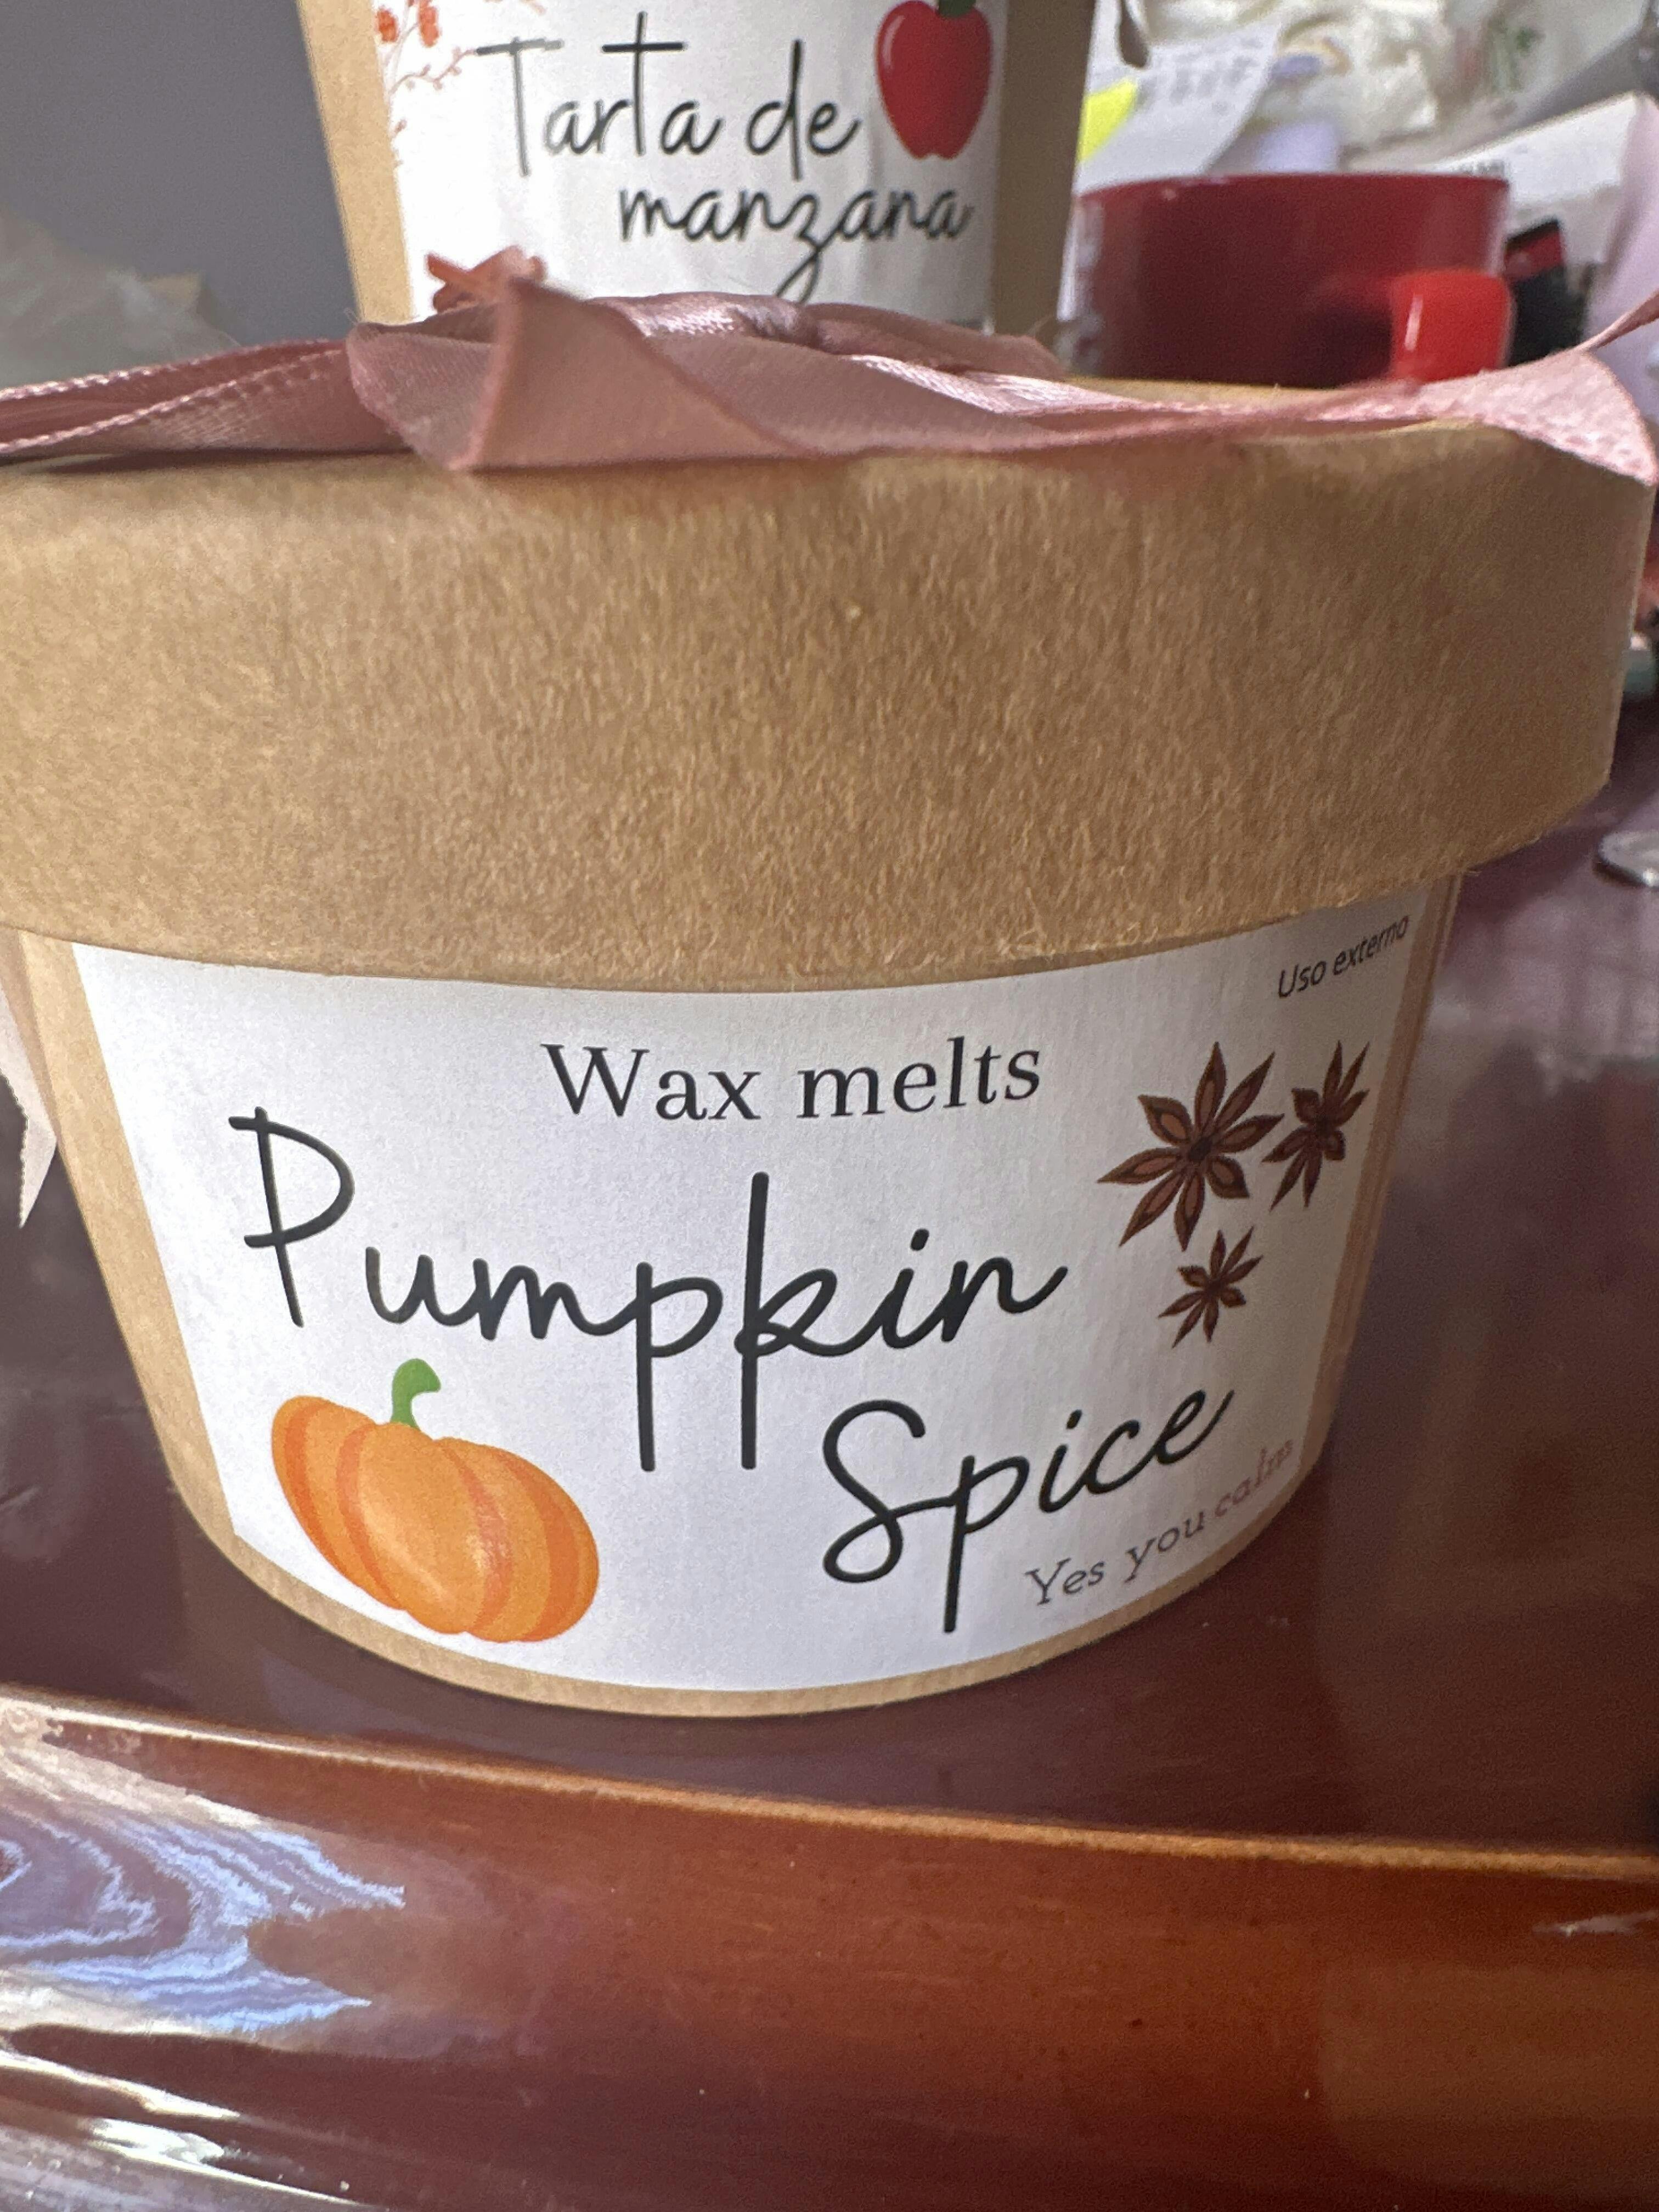 Tarta de
manzana
Uso externo
Wax melts
Pumpkin
Spice
Yes you calm